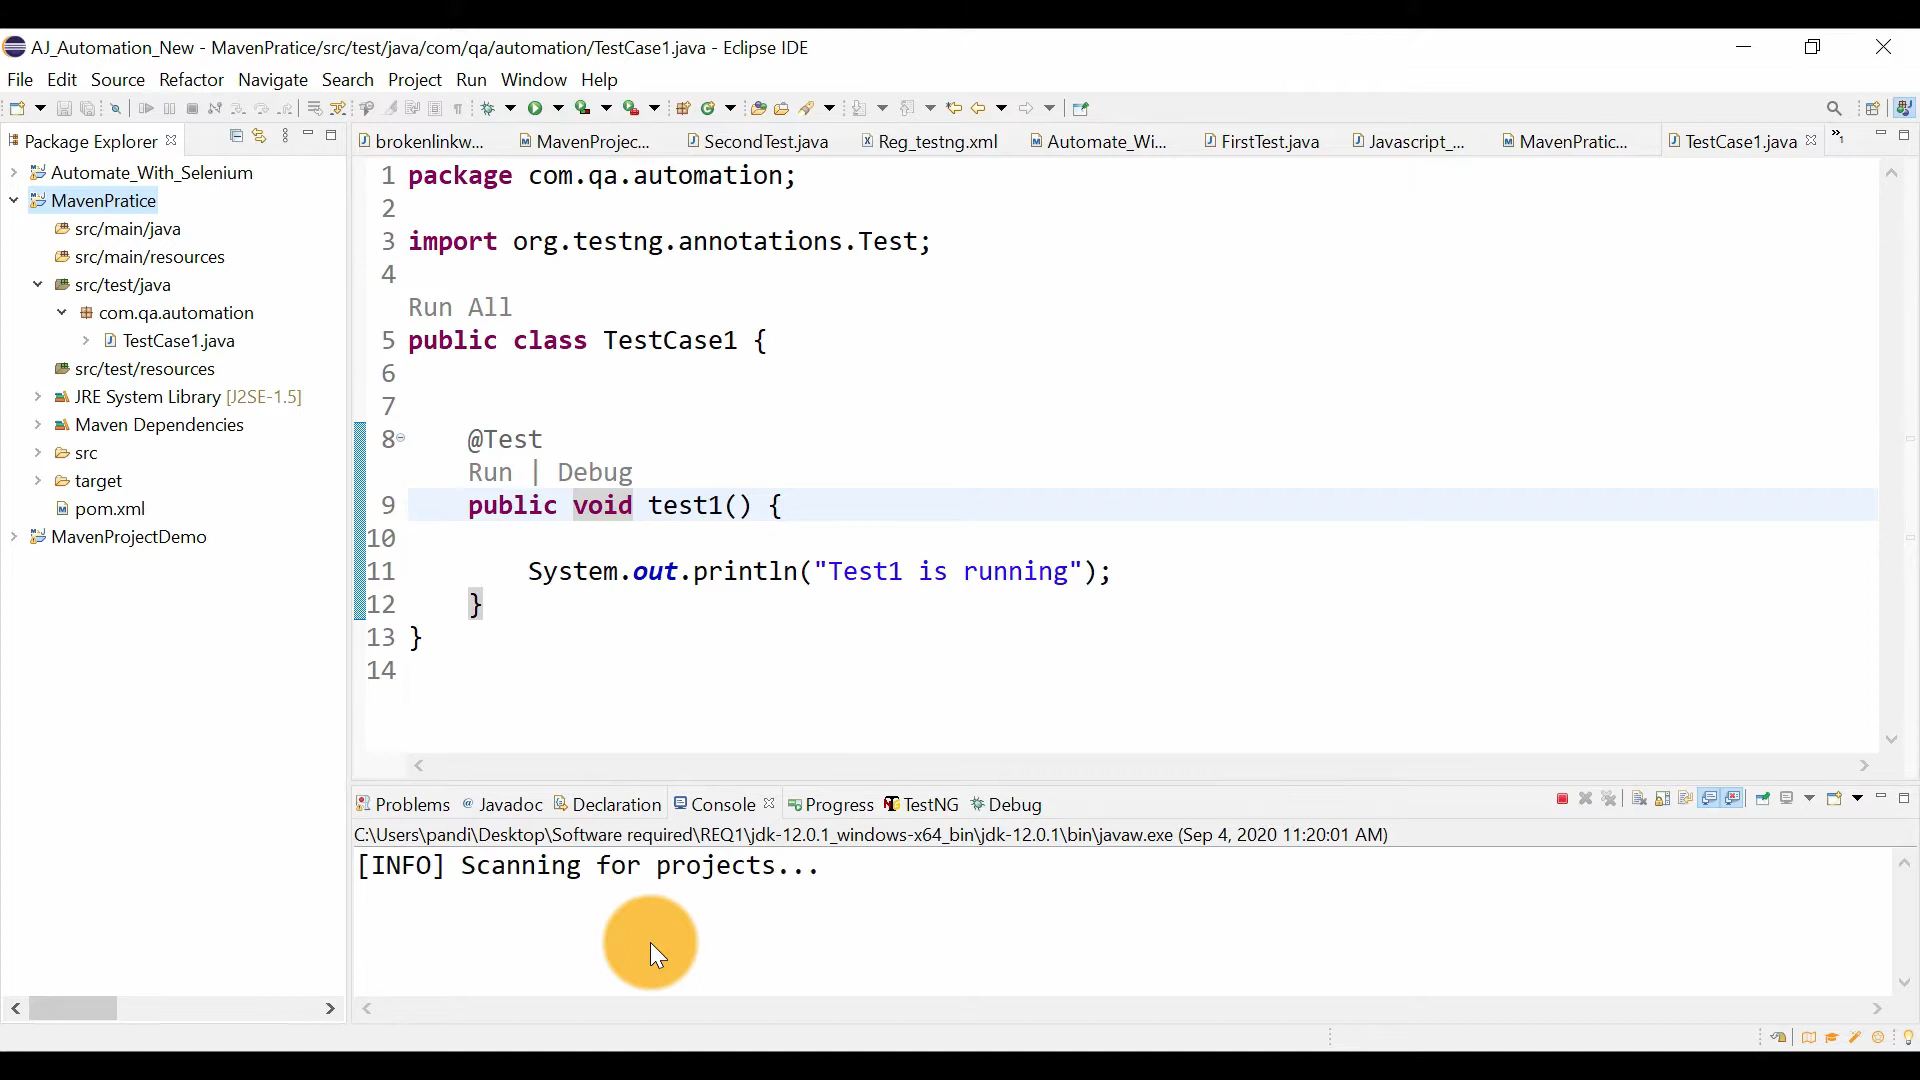 AJ_Automation_New - MavenPratice/src/test/java/com/qa/automation/TestCase1.java - Eclipse IDE
File Edit Source Refactor Navigate Search Project Run Window Help
Package Explorer
brokenlinkw... MavenProjec... SecondTest.java Reg_testng.xml Automate_Wi... FirstTest.java Javascript_... MavenPratic... TestCase1.java »1
Automate_With_Selenium
MavenPratice
src/main/java
src/main/resources
src/test/java
com.qa.automation
TestCase1.java
src/test/resources
JRE System Library [J2SE-1.5]
Maven Dependencies
src
target
pom.xml
MavenProjectDemo
1 package com.qa.automation;
2
3 import org.testng.annotations.Test;
4
Run All
5 public class TestCase1 {
6
7
8 @Test
Run | Debug
9 public void test1() {
10
11 System.out.println("Test1 is running");
12 }
13 }
14
Problems Javadoc Declaration Console Progress TestNG Debug
C:\Users\pandi\Desktop\Software required\REQ1\jdk-12.0.1_windows-x64_bin\jdk-12.0.1\bin\javaw.exe (Sep 4, 2020 11:20:01 AM)
[INFO] Scanning for projects...